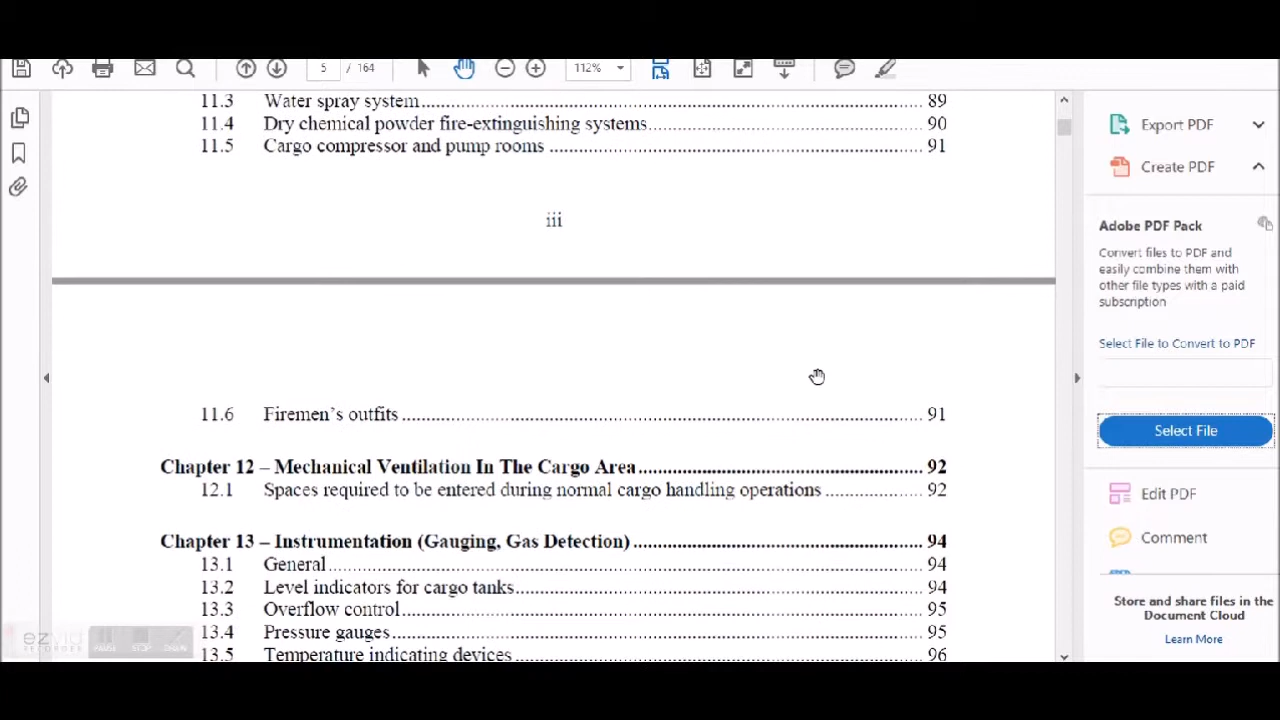 5 / 164
112%
11.3 Water spray system........ 89
11.4 Dry chemical powder fire-extinguishing systems........ 90
11.5 Cargo compressor and pump rooms ........ 91
iii
11.6 Firemen's outfits ........ 91
Chapter 12 – Mechanical Ventilation In The Cargo Area ........ 92
12.1 Spaces required to be entered during normal cargo handling operations ........ 92
Chapter 13 – Instrumentation (Gauging, Gas Detection) ........ 94
13.1 General ........ 94
13.2 Level indicators for cargo tanks ........ 94
13.3 Overflow control ........ 95
13.4 Pressure gauges ........ 95
13.5 Temperature indicating devices ........ 96
Export PDF
Create PDF
Adobe PDF Pack
Convert files to PDF and
easily combine them with
other file types with a paid
subscription
Select File to Convert to PDF
Select File
Edit PDF
Comment
Store and share files in the
Document Cloud
Learn More
ezvid
RECORDER
PAUSE
STOP
DRAW